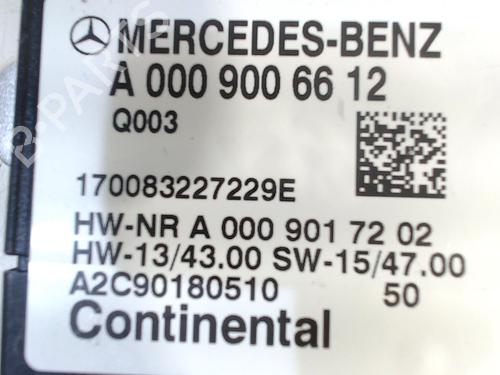 MERCEDES-BENZ
A 000 900 66 12
Q003
170083227229E
HW-NR A 000 901 72 02
HW-13/43.00 SW-15/47.00
A2C90180510 50
Continental